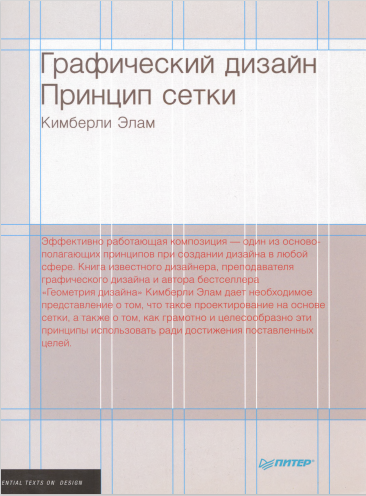 Графический дизайн
Принцип сетки
Кимберли Элам
Эффективно работающая композиция — один из осново-
полагающих принципов при создании дизайна в любой
сфере. Книга известного дизайнера, преподавателя
графического дизайна и автора бестселлера
«Геометрия дизайна» Кимберли Элам дает необходимое
представление о том, что такое проектирование на основе
сетки, а также о том, как грамотно и целесообразно эти
принципы использовать ради достижения поставленных
целей.
ENTIAL TEXTS ON DESIGN
ПИТЕР